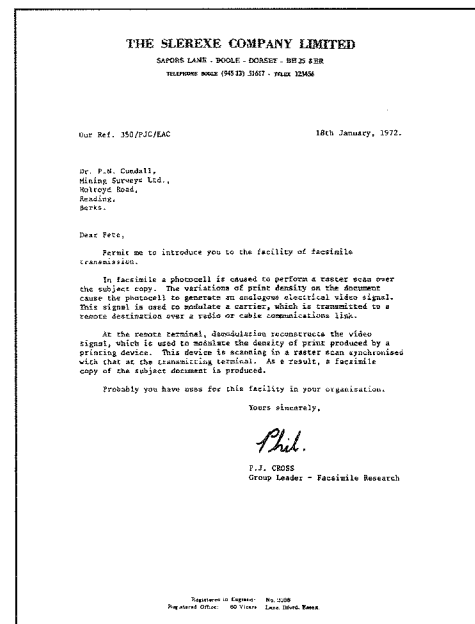 THE SLEREXE COMPANY LIMITED
SAPORS LANE - BOOLE - DORSET - BH 25 8 ER
TELEPHONE BOOLE (945 13) 51617 - TELEX 123456
Our Ref. 350/PJC/EAC 18th January, 1972.
Dr. P.N. Cundall,
Mining Surveys Ltd.,
Holroyd Road,
Reading,
Berks.
Dear Pete,
Permit me to introduce you to the facility of facsimile
transmission.
In facsimile a photocell is caused to perform a raster scan over
the subject copy. The variations of print density on the document
cause the photocell to generate an analogous electrical video signal.
This signal is used to modulate a carrier, which is transmitted to a
remote destination over a radio or cable communications link.
At the remote terminal, demodulation reconstructs the video
signal, which is used to modulate the density of print produced by a
printing device. This device is scanning in a raster scan synchronised
with that at the transmitting terminal. As a result, a facsimile
copy of the subject document is produced.
Probably you have uses for this facility in your organisation.
Yours sincerely,
Phil.
P.J. CROSS
Group Leader - Facsimile Research
Registered in England: No.
Registered Office: 60 Vicara Lane, Ilford. Essex.